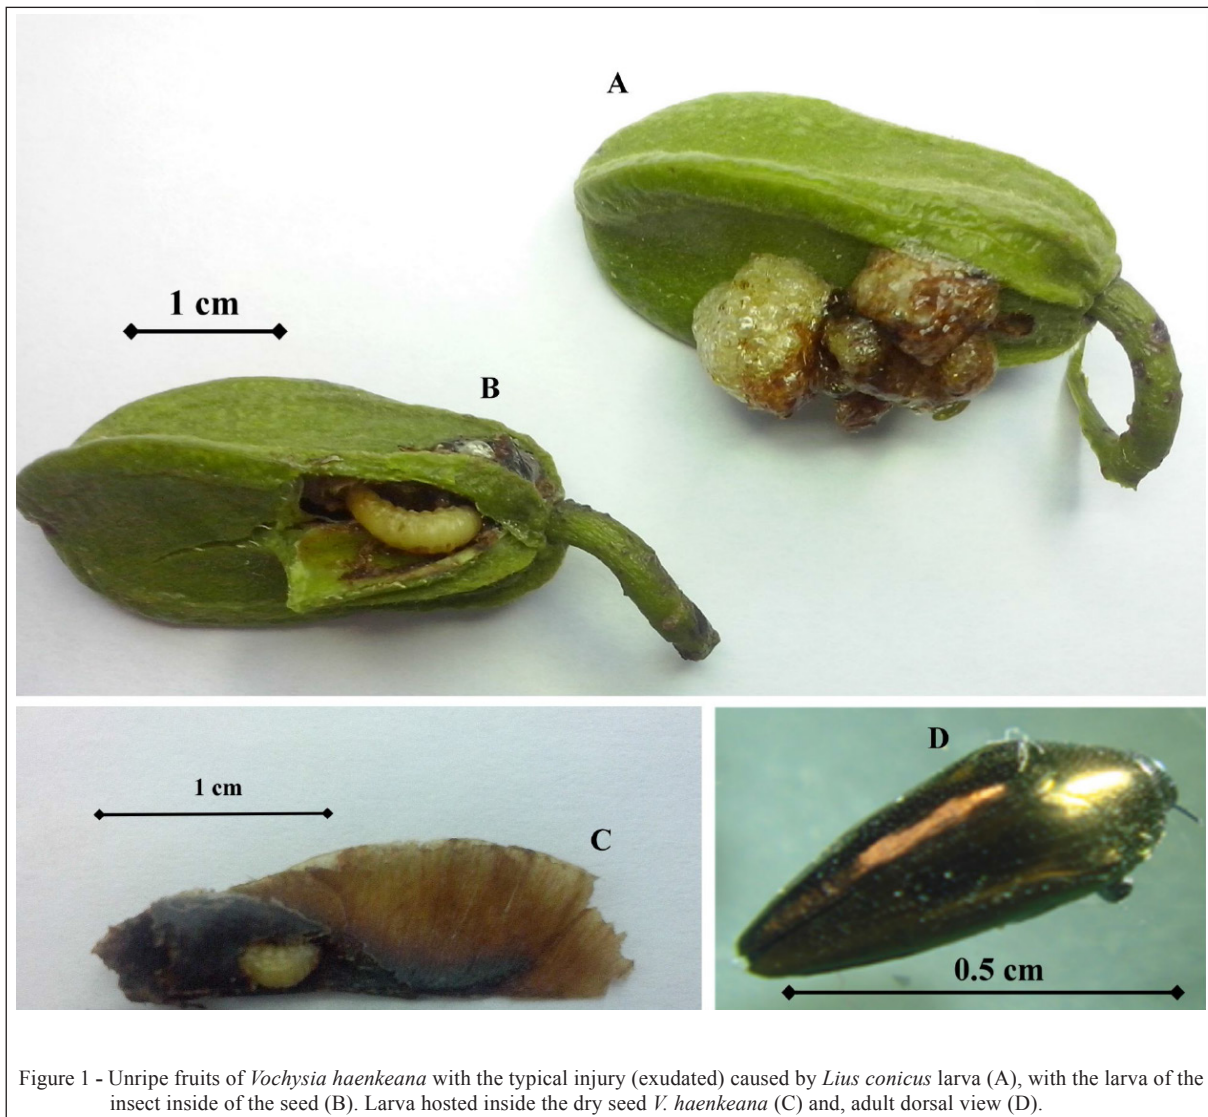 A
1 cm
B
1 cm
C
D
0.5 cm
Figure 1 - Unripe fruits of Vochysia haenkeana with the typical injury (exudated) caused by Lius conicus larva (A), with the larva of the
insect inside of the seed (B). Larva hosted inside the dry seed V. haenkeana (C) and, adult dorsal view (D).